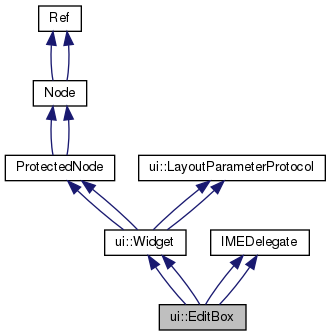 Ref
Node
ProtectedNode
ui::LayoutParameterProtocol
ui::Widget
IMEDelegate
ui::EditBox